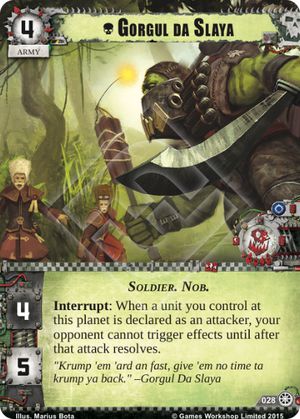 4
ARMY
Gorgul da Slaya
4
5
Soldier. Nob.
Interrupt: When a unit you control at
this planet is declared as an attacker, your
opponent cannot trigger effects until after
that attack resolves.
"Krump 'em 'ard an fast, give 'em no time ta
krump ya back." –Gorgul Da Slaya
028
Illus. Marius Bota
© Games Workshop Limited 2015